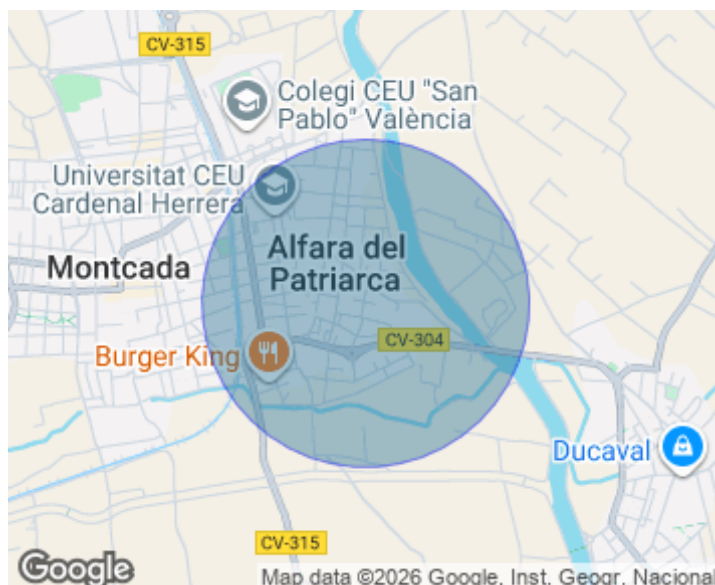 CV-315
Colegi CEU "San
Pablo" València
Universitat CEU
Cardenal Herrera
Alfara del
Patriarca
Montcada
CV-304
Burger King
Ducaval
CV-315
Google
Map data ©2026 Google, Inst. Geogr. Nacional